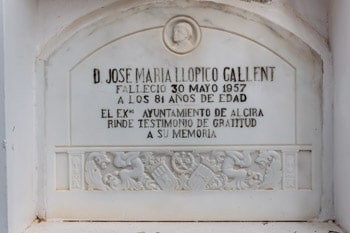 D. JOSE MARIA LLOPICO GALLENT
FALLECIO 30 MAYO 1957
A LOS 81 AÑOS DE EDAD
EL EXMO AYUNTAMIENTO DE ALCIRA
RINDE TESTIMONIO DE GRATITUD
A SU MEMORIA